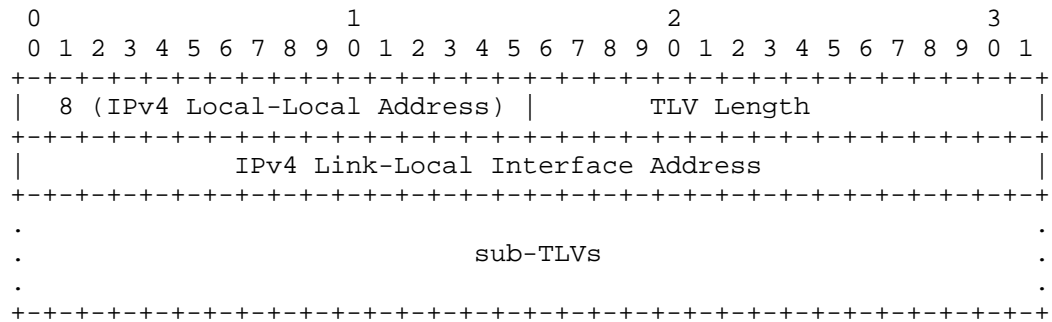 0                   1                   2                   3
 0 1 2 3 4 5 6 7 8 9 0 1 2 3 4 5 6 7 8 9 0 1 2 3 4 5 6 7 8 9 0 1
+-+-+-+-+-+-+-+-+-+-+-+-+-+-+-+-+-+-+-+-+-+-+-+-+-+-+-+-+-+-+-+-+
|  8 (IPv4 Local-Local Address) |       TLV Length              |
+-+-+-+-+-+-+-+-+-+-+-+-+-+-+-+-+-+-+-+-+-+-+-+-+-+-+-+-+-+-+-+-+
|             IPv4 Link-Local Interface Address                 |
+-+-+-+-+-+-+-+-+-+-+-+-+-+-+-+-+-+-+-+-+-+-+-+-+-+-+-+-+-+-+-+-+
.                                                               .
.                            sub-TLVs                           .
.                                                               .
+-+-+-+-+-+-+-+-+-+-+-+-+-+-+-+-+-+-+-+-+-+-+-+-+-+-+-+-+-+-+-+-+